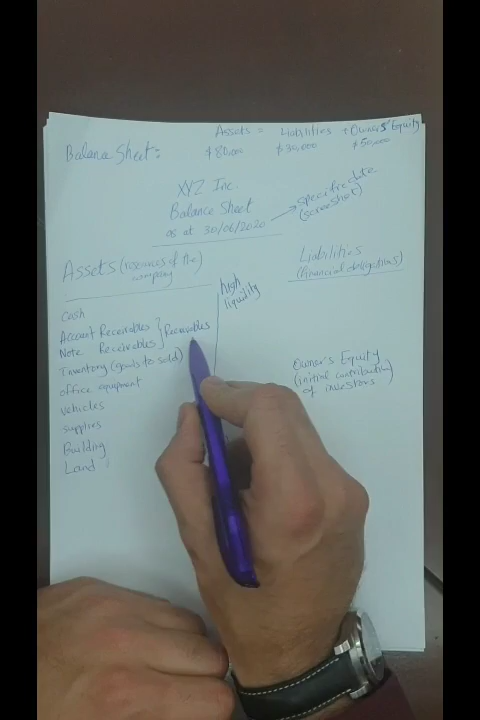 Assets = Liabilities + Owners' Equity
$80,000 $30,000 $50,000
Balance Sheet:
XYZ Inc.
Balance Sheet
as at 30/06/2020
specific date
(screenshot)
Assets (resources of the company)
high liquidity
Liabilities
(financial obligations)
Cash
Account Receivables } Receivables
Note Receivables
Inventory (goods to sold)
office equipment
vehicles
supplies
Building
Land
Owner's Equity
(initial contribution
of investors)